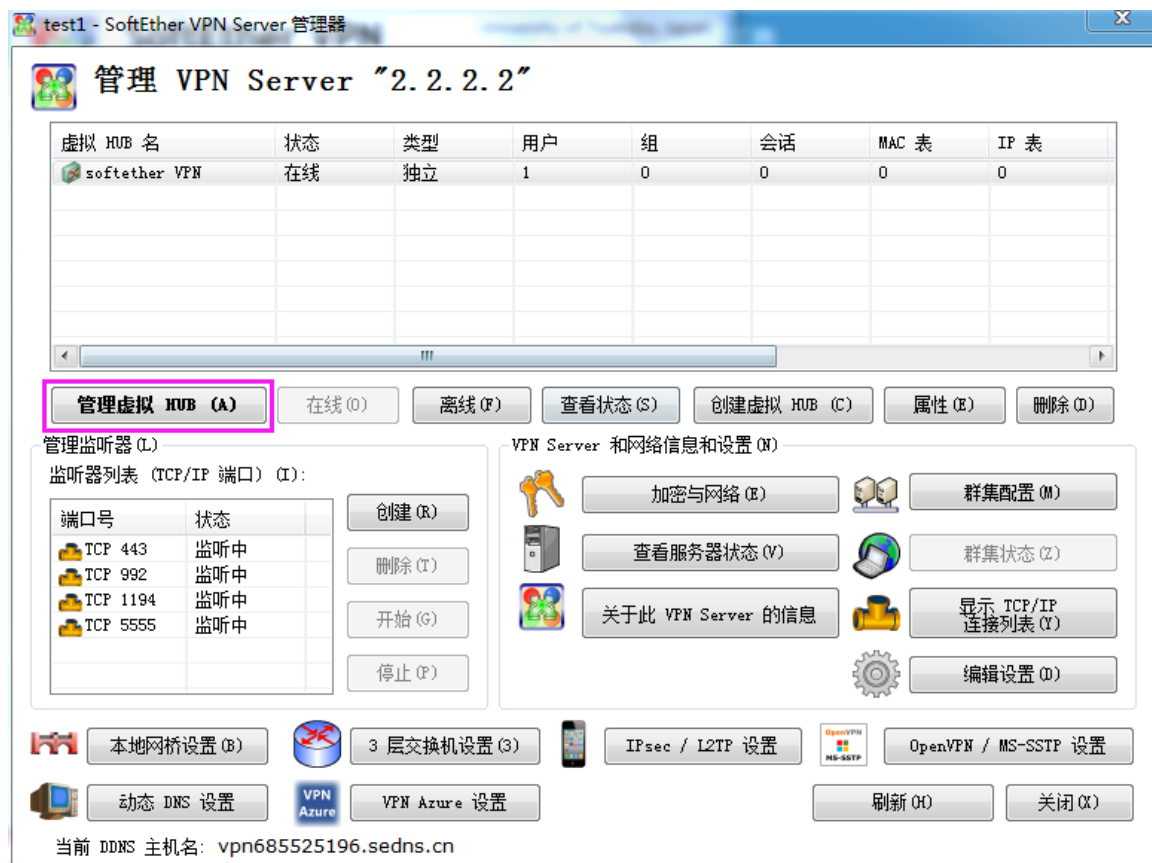 test1 - SoftEther VPN Server 管理器
管理 VPN Server "2.2.2.2"
虚拟 HUB 名 状态 类型 用户 组 会话 MAC 表 IP 表
softether VPN 在线 独立 1 0 0 0 0
管理虚拟 HUB (A) 在线(O) 离线(F) 查看状态(S) 创建虚拟 HUB (C) 属性(E) 删除(D)
管理监听器(L)
监听器列表 (TCP/IP 端口) (I):
端口号 状态
TCP 443 监听中
TCP 992 监听中
TCP 1194 监听中
TCP 5555 监听中
创建(R)
删除(T)
开始(G)
停止(P)
VPN Server 和网络信息和设置(N)
加密与网络(E) 群集配置(M)
查看服务器状态(V) 群集状态(Z)
关于此 VPN Server 的信息 显示 TCP/IP
连接列表(Y)
编辑设置(D)
本地网桥设置(B) 3 层交换机设置(3) IPsec / L2TP 设置 OpenVPN
MS-SSTP
OpenVPN / MS-SSTP 设置
动态 DNS 设置 VPN
Azure
VPN Azure 设置 刷新(H) 关闭(X)
当前 DDNS 主机名: vpn685525196.sedns.cn